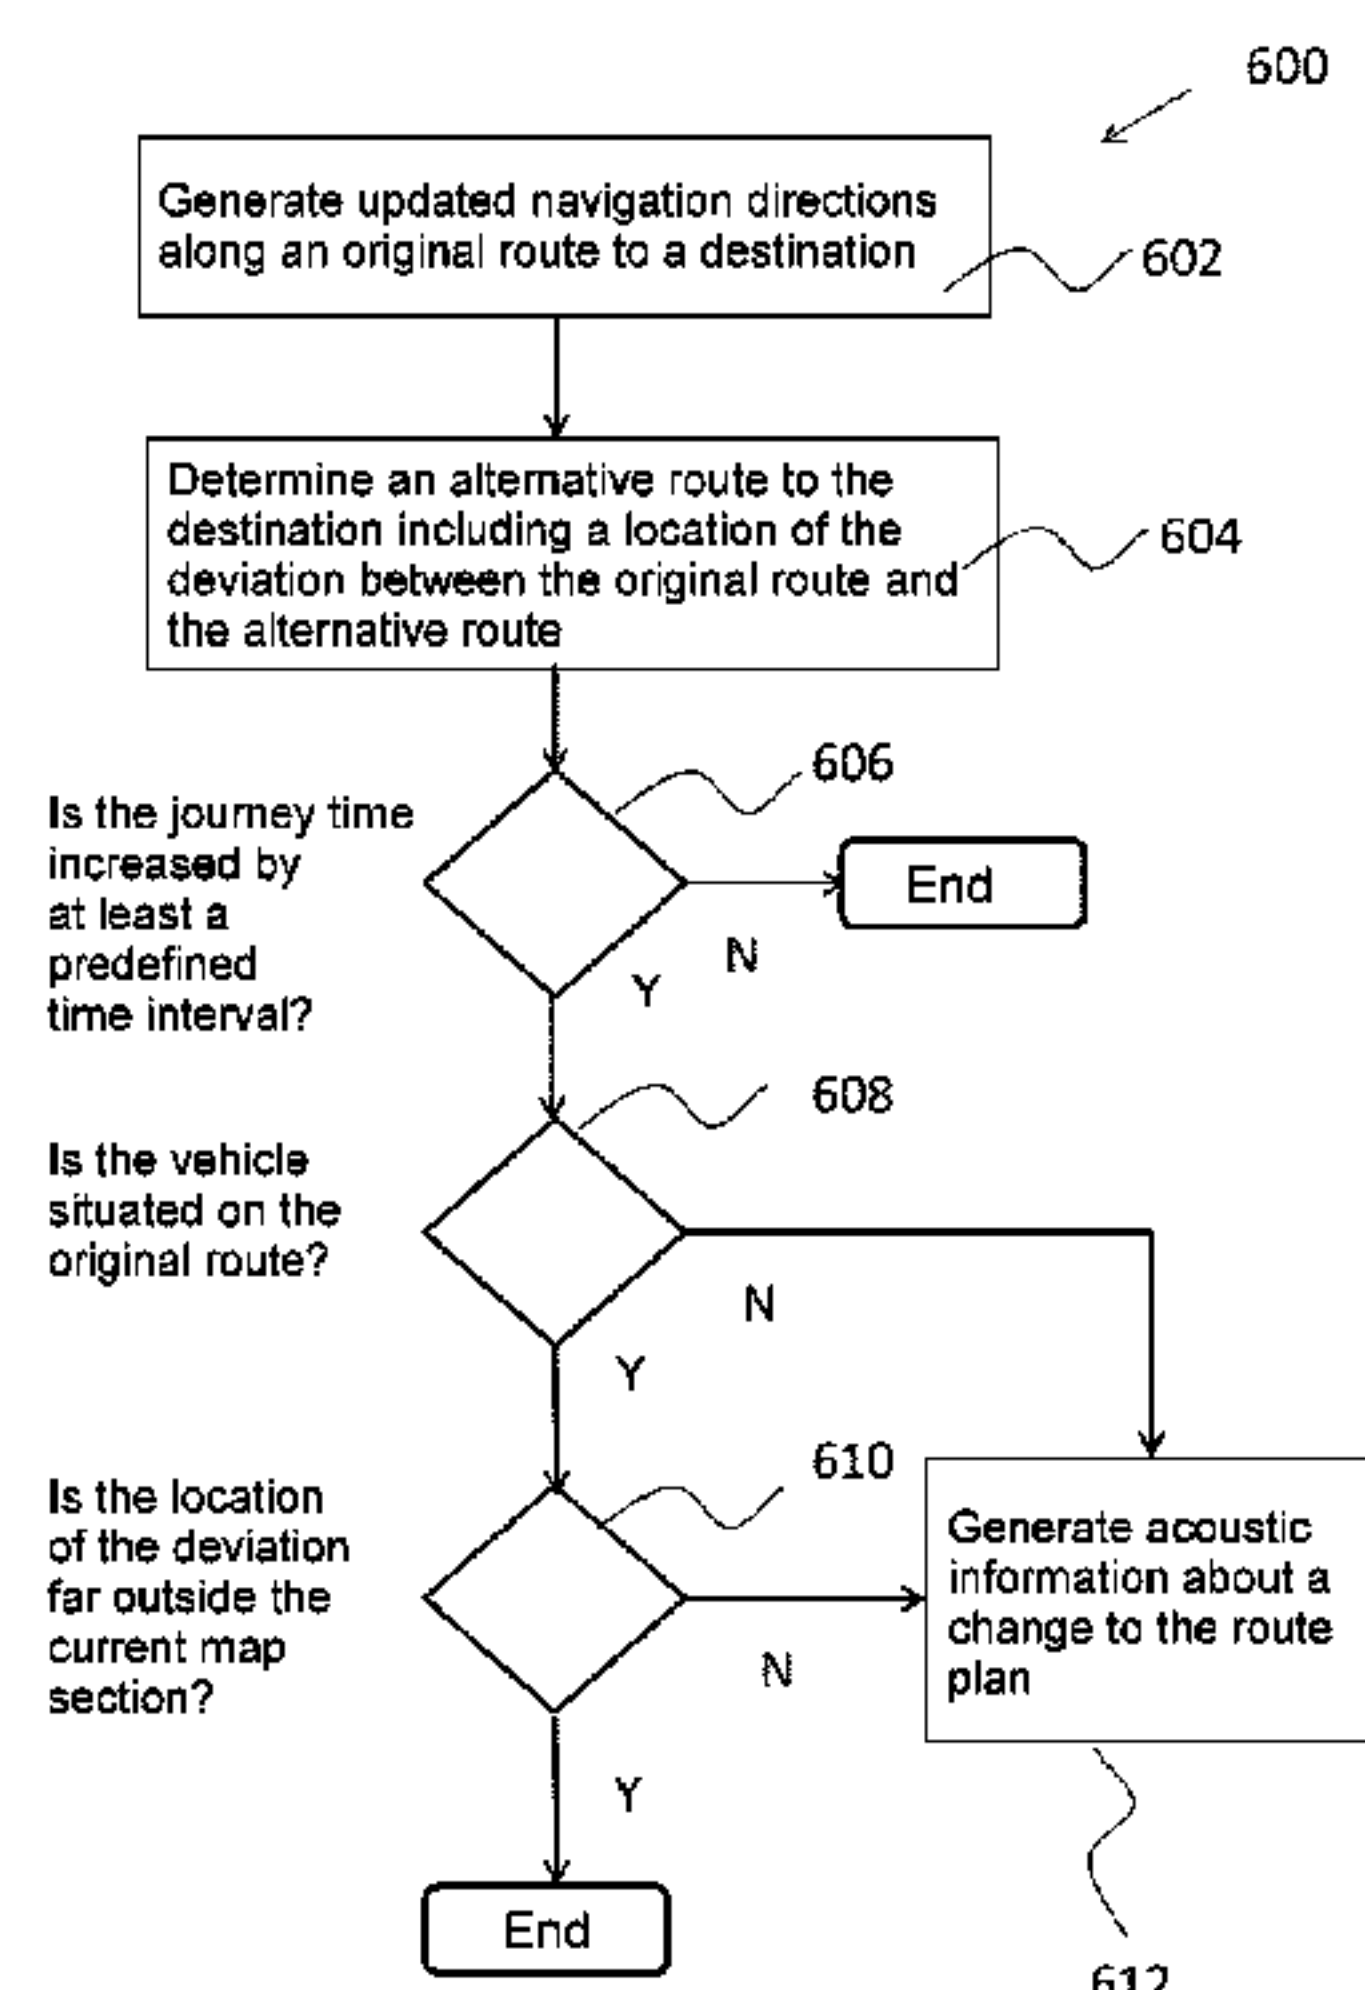 600
Generate updated navigation directions
along an original route to a destination
602
Determine an alternative route to the
destination including a location of the
deviation between the original route and
the alternative route
604
606
Is the journey time
increased by
at least a
predefined
time interval?
End
N
Y
608
Is the vehicle
situated on the
original route?
N
Y
610
Is the location
of the deviation
far outside the
current map
section?
Generate acoustic
information about a
change to the route
plan
N
Y
End
612